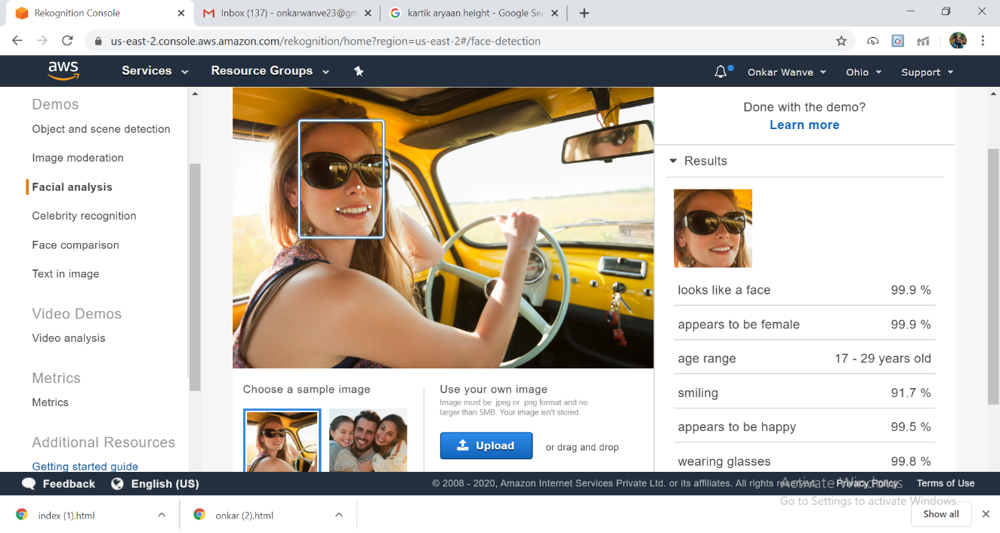 Rekognition Console
Inbox (137) - onkarwanve23@gm
kartik aryaan height - Google Sea
us-east-2.console.aws.amazon.com/rekognition/home?region=us-east-2#/face-detection
aws
Services
Resource Groups
Onkar Wanve
Ohio
Support
Demos
Object and scene detection
Image moderation
Facial analysis
Celebrity recognition
Face comparison
Text in image
Video Demos
Video analysis
Metrics
Metrics
Additional Resources
Getting started guide
Choose a sample image
Use your own image
Image must be .jpeg or .png format and no
larger than 5MB. Your image isn't stored.
Upload
or drag and drop
Done with the demo?
Learn more
Results
looks like a face 99.9 %
appears to be female 99.9 %
age range 17 - 29 years old
smiling 91.7 %
appears to be happy 99.5 %
wearing glasses 99.8 %
Feedback
English (US)
© 2008 - 2020, Amazon Internet Services Private Ltd. or its affiliates. All rights reserved.
Privacy Policy
Terms of Use
Activate Windows
Go to Settings to activate Windows.
index (1).html
onkar (2).html
Show all